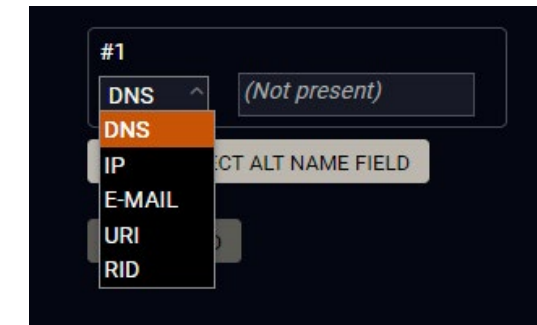 #1
DNS
(Not present)
DNS
IP
CT ALT NAME FIELD
E-MAIL
URI
RID